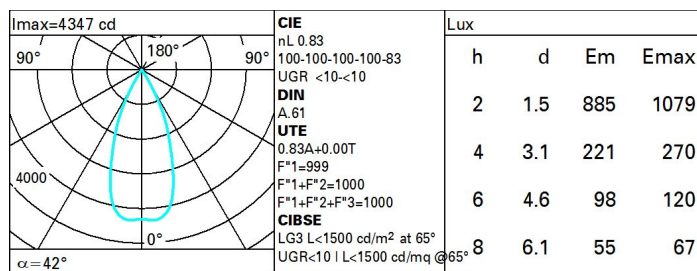 Imax=4347 cd
90°
180°
90°
4000
0°
α=42°
CIE
nL 0.83
100-100-100-100-83
UGR <10-<10
DIN
A.61
UTE
0.83A+0.00T
F"1=999
F"1+F"2=1000
F"1+F"2+F"3=1000
CIBSE
LG3 L<1500 cd/m² at 65°
UGR<10 | L<1500 cd/mq @65°
Lux
h d Em Emax
2 1.5 885 1079
4 3.1 221 270
6 4.6 98 120
8 6.1 55 67